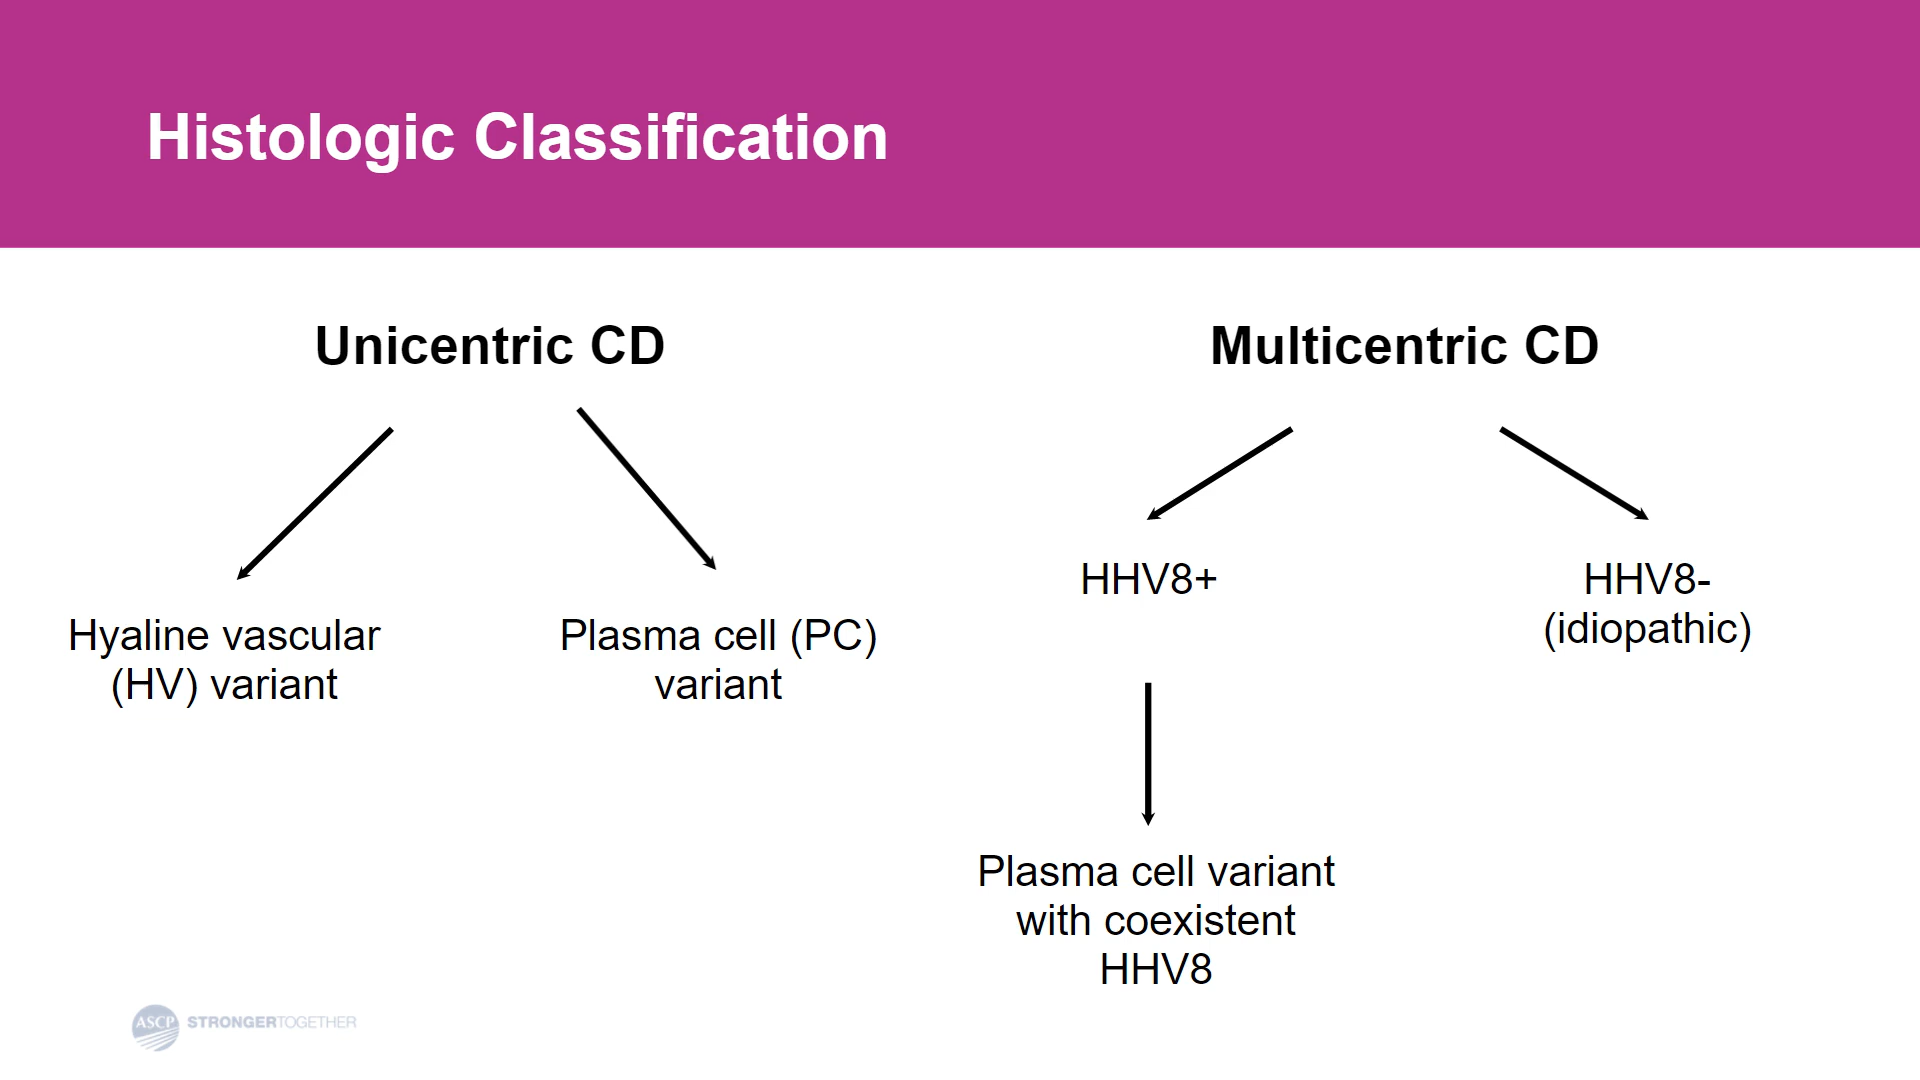 Histologic Classification
Unicentric CD
Hyaline vascular
(HV) variant
Plasma cell (PC)
variant
Multicentric CD
HHV8+
HHV8-
(idiopathic)
Plasma cell variant
with coexistent
HHV8
ASCP STRONGERTOGETHER